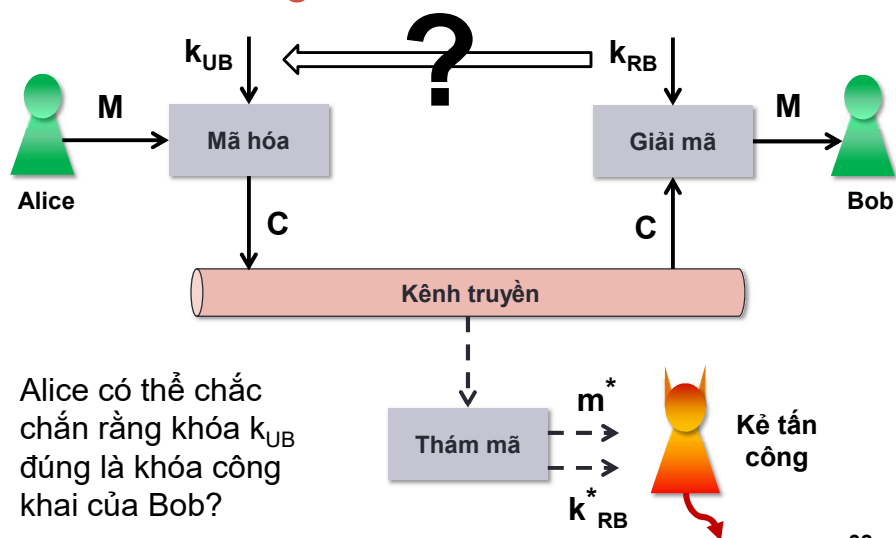 ?
k_UB
k_RB
M
Mã hóa
Giải mã
M
Alice
Bob
C
C
Kênh truyền
Alice có thể chắc
chắn rằng khóa k_UB
đúng là khóa công
khai của Bob?
Thám mã
m*
k*_RB
Kẻ tấn
công